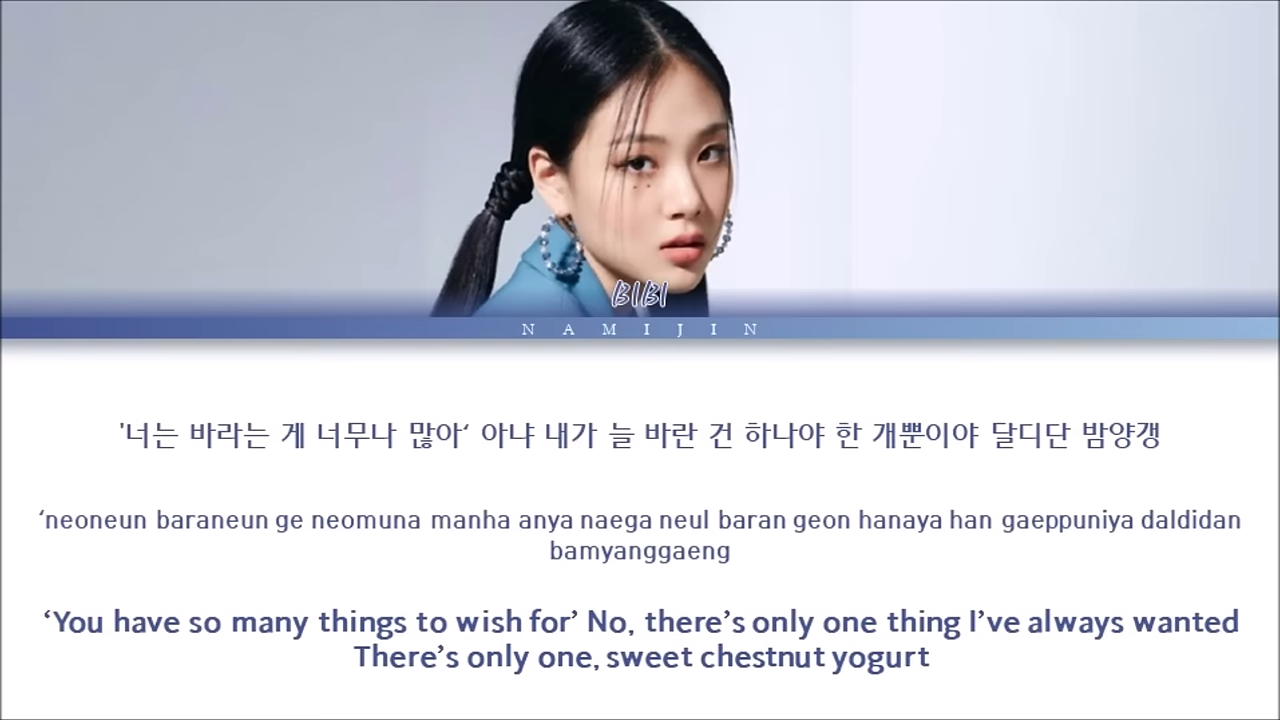 BIBI
NAMIJIN
'너는 바라는 게 너무나 많아‘ 아냐 내가 늘 바란 건 하나야 한 개뿐이야 달디단 밤양갱
‘neoneun baraneun ge neomuna manha anya naega neul baran geon hanaya han gaeppuniya daldidan
bamyanggaeng
‘You have so many things to wish for’ No, there’s only one thing I’ve always wanted
There’s only one, sweet chestnut yogurt